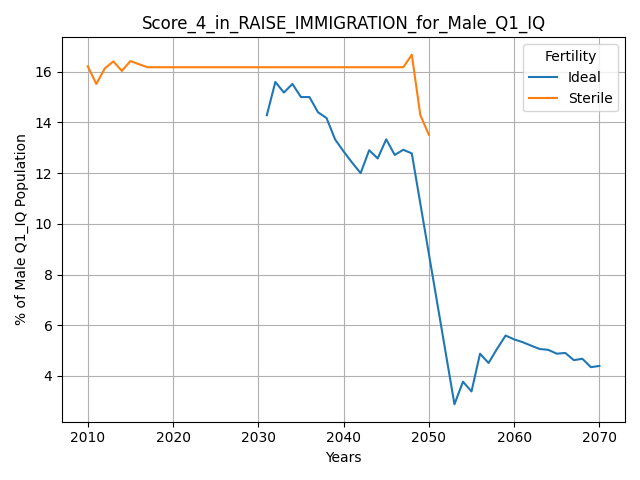 Score_4_in_RAISE_IMMIGRATION_for_Male_Q1_IQ
Fertility
Ideal
Sterile
% of Male Q1_IQ Population
16
14
12
10
8
6
4
2010 2020 2030 2040 2050 2060 2070
Years